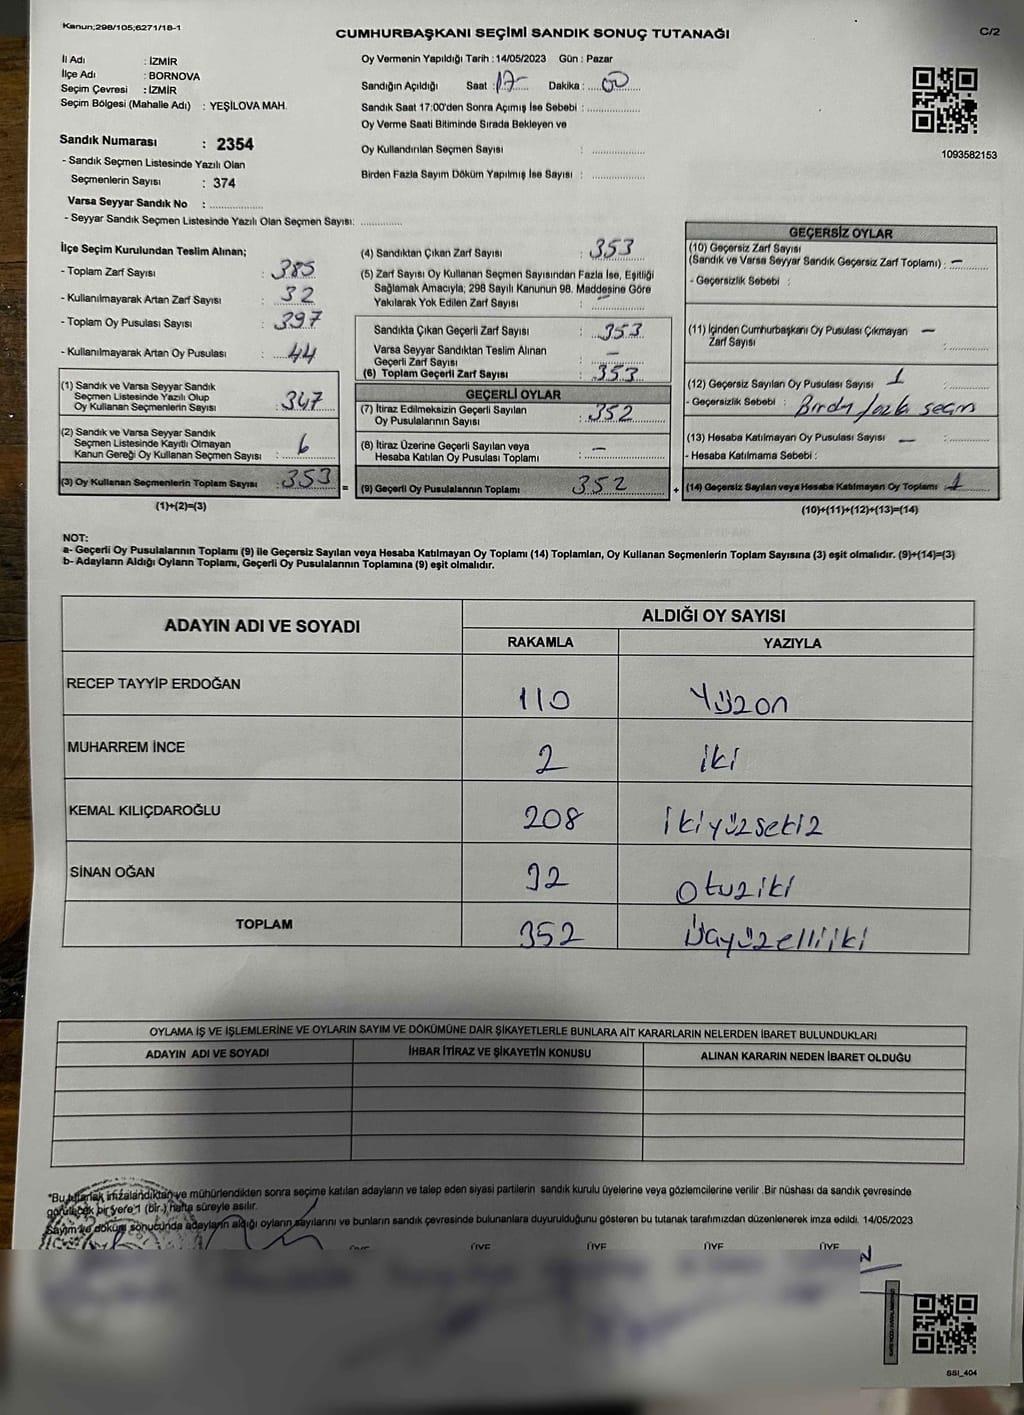 Kanun;298/105;6271/18-1
CUMHURBAŞKANI SEÇİMİ SANDIK SONUÇ TUTANAĞI
C/2
İl Adı : İZMİR
İlçe Adı : BORNOVA
Seçim Çevresi : İZMİR
Seçim Bölgesi (Mahalle Adı) : YEŞİLOVA MAH.
Sandık Numarası : 2354
- Sandık Seçmen Listesinde Yazılı Olan
Seçmenlerin Sayısı : 374
Varsa Seyyar Sandık No : ..............
- Seyyar Sandık Seçmen Listesinde Yazılı Olan Seçmen Sayısı: ............
Oy Vermenin Yapıldığı Tarih : 14/05/2023 Gün : Pazar
Sandığın Açıldığı Saat : 17 Dakika : 00
Sandık Saat 17:00'den Sonra Açımış İse Sebebi : ..............
Oy Verme Saati Bitiminde Sırada Bekleyen ve
Oy Kullandırılan Seçmen Sayısı : ..............
Birden Fazla Sayım Döküm Yapılmış İse Sayısı : ..............
1093582153
İlçe Seçim Kurulundan Teslim Alınan;
- Toplam Zarf Sayısı : 385
- Kullanılmayarak Artan Zarf Sayısı : 32
- Toplam Oy Pusulası Sayısı : 397
- Kullanılmayarak Artan Oy Pusulası : 44
(1) Sandık ve Varsa Seyyar Sandık
Seçmen Listesinde Yazılı Olup
Oy Kullanan Seçmenlerin Sayısı : 347
(2) Sandık ve Varsa Seyyar Sandık
Seçmen Listesinde Kayıtlı Olmayan
Kanun Gereği Oy Kullanan Seçmen Sayısı : 6
(3) Oy Kullanan Seçmenlerin Toplam Sayısı : 353 =
(1)+(2)=(3)
(4) Sandıktan Çıkan Zarf Sayısı : 353
(5) Zarf Sayısı Oy Kullanan Seçmen Sayısından Fazla İse, Eşitliği
Sağlamak Amacıyla; 298 Sayılı Kanunun 98. Maddesine Göre
Yakılarak Yok Edilen Zarf Sayısı : –
Sandıkta Çıkan Geçerli Zarf Sayısı : 353
Varsa Seyyar Sandıktan Teslim Alınan
Geçerli Zarf Sayısı : –
(6) Toplam Geçerli Zarf Sayısı : 353
GEÇERLİ OYLAR
(7) İtiraz Edilmeksizin Geçerli Sayılan
Oy Pusulalarının Sayısı : 352
(8) İtiraz Üzerine Geçerli Sayılan veya
Hesaba Katılan Oy Pusulası Toplamı : –
(9) Geçerli Oy Pusulalarının Toplamı 352 +
GEÇERSİZ OYLAR
(10) Geçersiz Zarf Sayısı
(Sandık ve Varsa Seyyar Sandık Geçersiz Zarf Toplamı) : –
- Geçersizlik Sebebi :
(11) İçinden Cumhurbaşkanı Oy Pusulası Çıkmayan –
Zarf Sayısı : ..............
(12) Geçersiz Sayılan Oy Pusulası Sayısı 1 : ..............
- Geçersizlik Sebebi : fazla seçim
(13) Hesaba Katılmayan Oy Pusulası Sayısı – : ..............
- Hesaba Katılmama Sebebi :
(14) Geçersiz Sayılan veya Hesaba Katılmayan Oy Toplamı 1
(10)+(11)+(12)+(13)=(14)
NOT:
a- Geçerli Oy Pusulalarının Toplamı (9) ile Geçersiz Sayılan veya Hesaba Katılmayan Oy Toplamı (14) Toplamları, Oy Kullanan Seçmenlerin Toplam Sayısına (3) eşit olmalıdır. (9)+(14)=(3)
b- Adayların Aldığı Oyların Toplamı, Geçerli Oy Pusulalarının Toplamına (9) eşit olmalıdır.
ADAYIN ADI VE SOYADI
ALDIĞI OY SAYISI
RAKAMLA YAZIYLA
RECEP TAYYİP ERDOĞAN 110 Yüzon
MUHARREM İNCE 2 iki
KEMAL KILIÇDAROĞLU 208 ikiyüzsekiz
SİNAN OĞAN 32 otuziki
TOPLAM 352 Üçyüzelliiki
OYLAMA İŞ VE İŞLEMLERİNE VE OYLARIN SAYIM VE DÖKÜMÜNE DAİR ŞİKAYETLERLE BUNLARA AİT KARARLARIN NELERDEN İBARET BULUNDUKLARI
ADAYIN ADI VE SOYADI İHBAR İTİRAZ VE ŞİKAYETİN KONUSU ALINAN KARARIN NEDEN İBARET OLDUĞU
"Bu tutanak imzalandıktan ve mühürlendikten sonra seçime katılan adayların ve talep eden siyasi partilerin sandık kurulu üyelerine veya gözlemcilerine verilir .Bir nüshası da sandık çevresinde
görülecek bir yere 1 (bir.) hafta süreyle asılır.
Sayım ve döküm sonucunda adayların aldığı oyların sayılarını ve bunların sandık çevresinde bulunanlara duyurulduğunu gösteren bu tutanak tarafımızdan düzenlenerek imza edildi. 14/05/2023
ÜYE ÜYE ÜYE ÜYE ÜYE
SSI_404